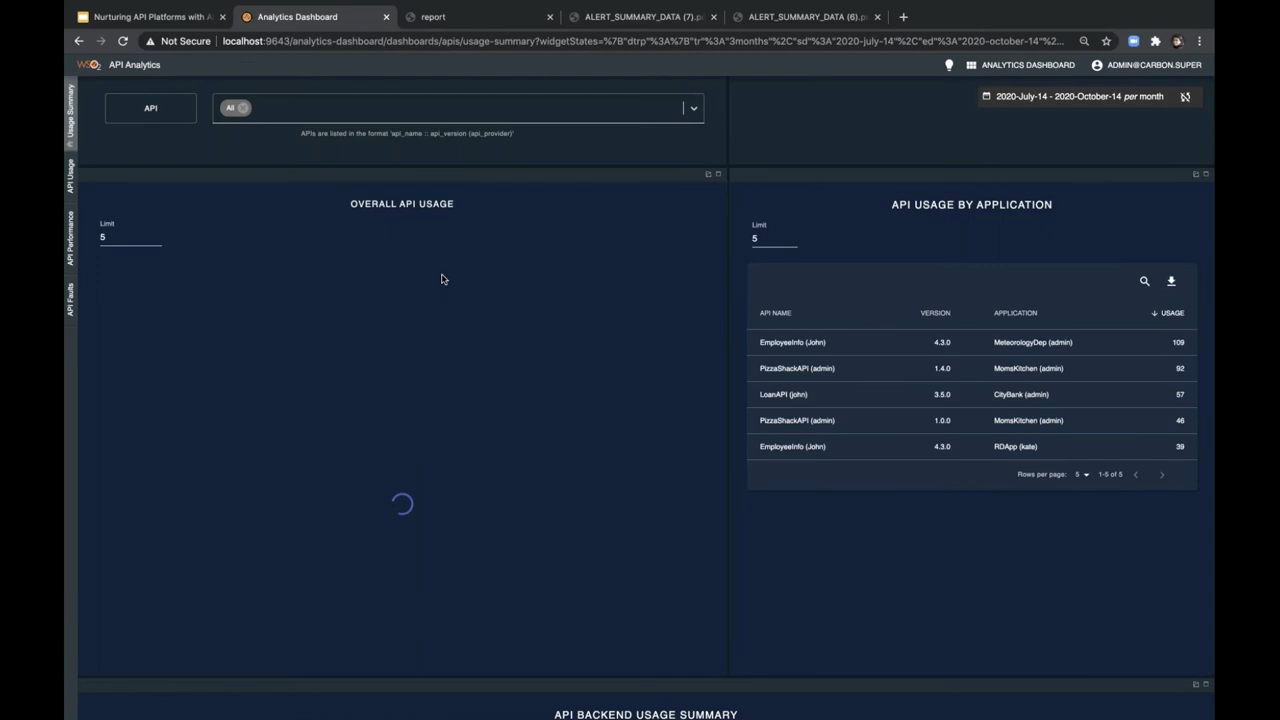 Nurturing API Platforms with A
Analytics Dashboard
report
ALERT_SUMMARY_DATA (7).p
ALERT_SUMMARY_DATA (6).p
Not Secure
localhost:9643/analytics-dashboard/dashboards/apis/usage-summary?widgetStates=%7B"dtrp"%3A%7B"tr"%3A"3months"%2C"sd"%3A"2020-july-14"%2C"ed"%3A"2020-october-14"%2C"...
WSO2 API Analytics
ANALYTICS DASHBOARD
ADMIN@CARBON.SUPER
Usage Summary
API Usage
API Performance
API Faults
API
All
APIs are listed in the format 'api_name :: api_version (api_provider)'
2020-July-14 - 2020-October-14 per month
OVERALL API USAGE
Limit
5
API USAGE BY APPLICATION
Limit
5
API NAME VERSION APPLICATION USAGE
EmployeeInfo (John) 4.3.0 MeteorologyDep (admin) 109
PizzaShackAPI (admin) 1.4.0 MomsKitchen (admin) 92
LoanAPI (john) 3.5.0 CityBank (admin) 57
PizzaShackAPI (admin) 1.0.0 MomsKitchen (admin) 46
EmployeeInfo (John) 4.3.0 RDApp (kate) 39
Rows per page: 5 1-5 of 5
API BACKEND USAGE SUMMARY